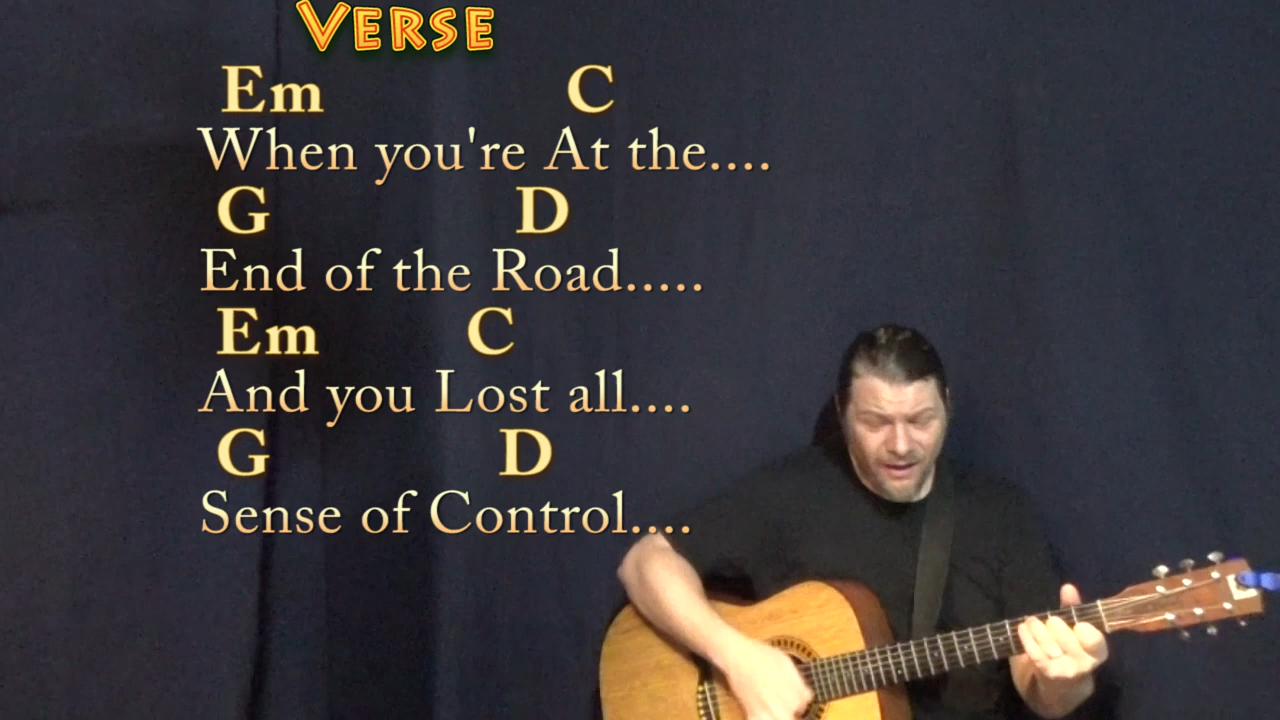 VERSE
Em C
When you're At the....
G D
End of the Road.....
Em C
And you Lost all....
G D
Sense of Control....